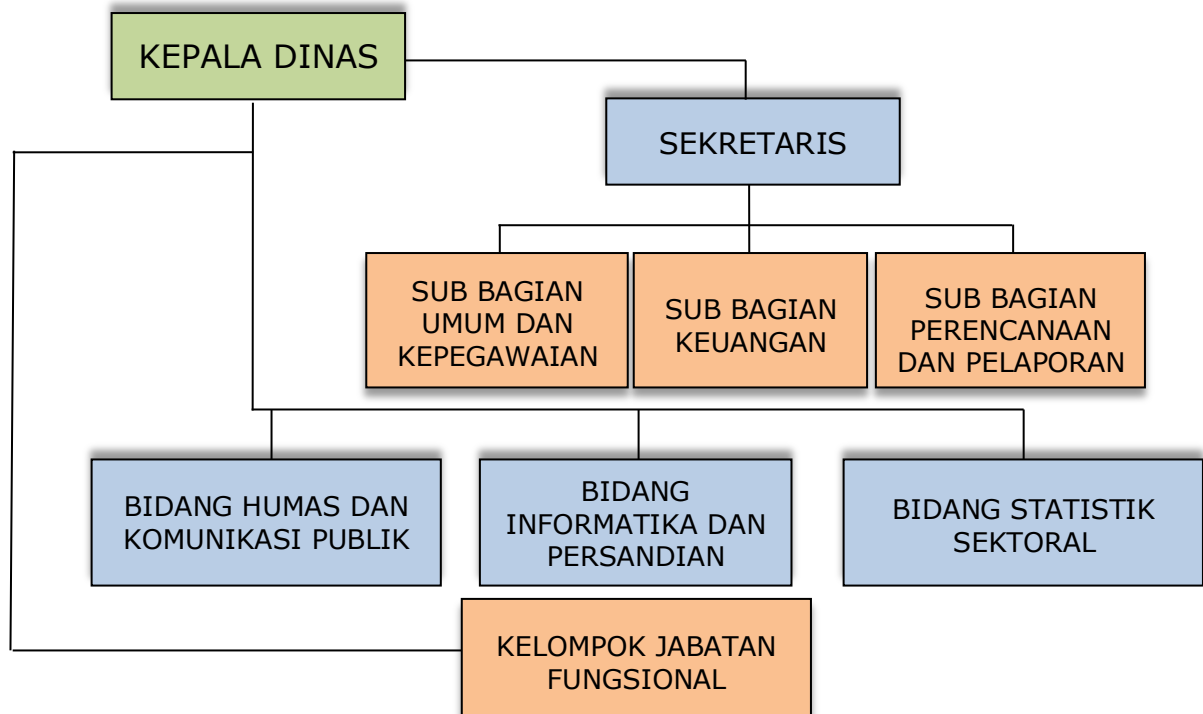 KEPALA DINAS
SEKRETARIS
SUB BAGIAN
UMUM DAN
KEPEGAWAIAN
SUB BAGIAN
KEUANGAN
SUB BAGIAN
PERENCANAAN
DAN PELAPORAN
BIDANG HUMAS DAN
KOMUNIKASI PUBLIK
BIDANG
INFORMATIKA DAN
PERSANDIAN
BIDANG STATISTIK
SEKTORAL
KELOMPOK JABATAN
FUNGSIONAL